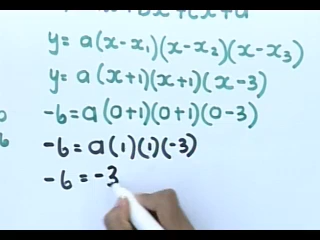 y = a(x-x₁)(x-x₂)(x-x₃)
y = a(x+1)(x+1)(x-3)
-6 = a(0+1)(0+1)(0-3)
-6 = a(1)(1)(-3)
-6 = -3